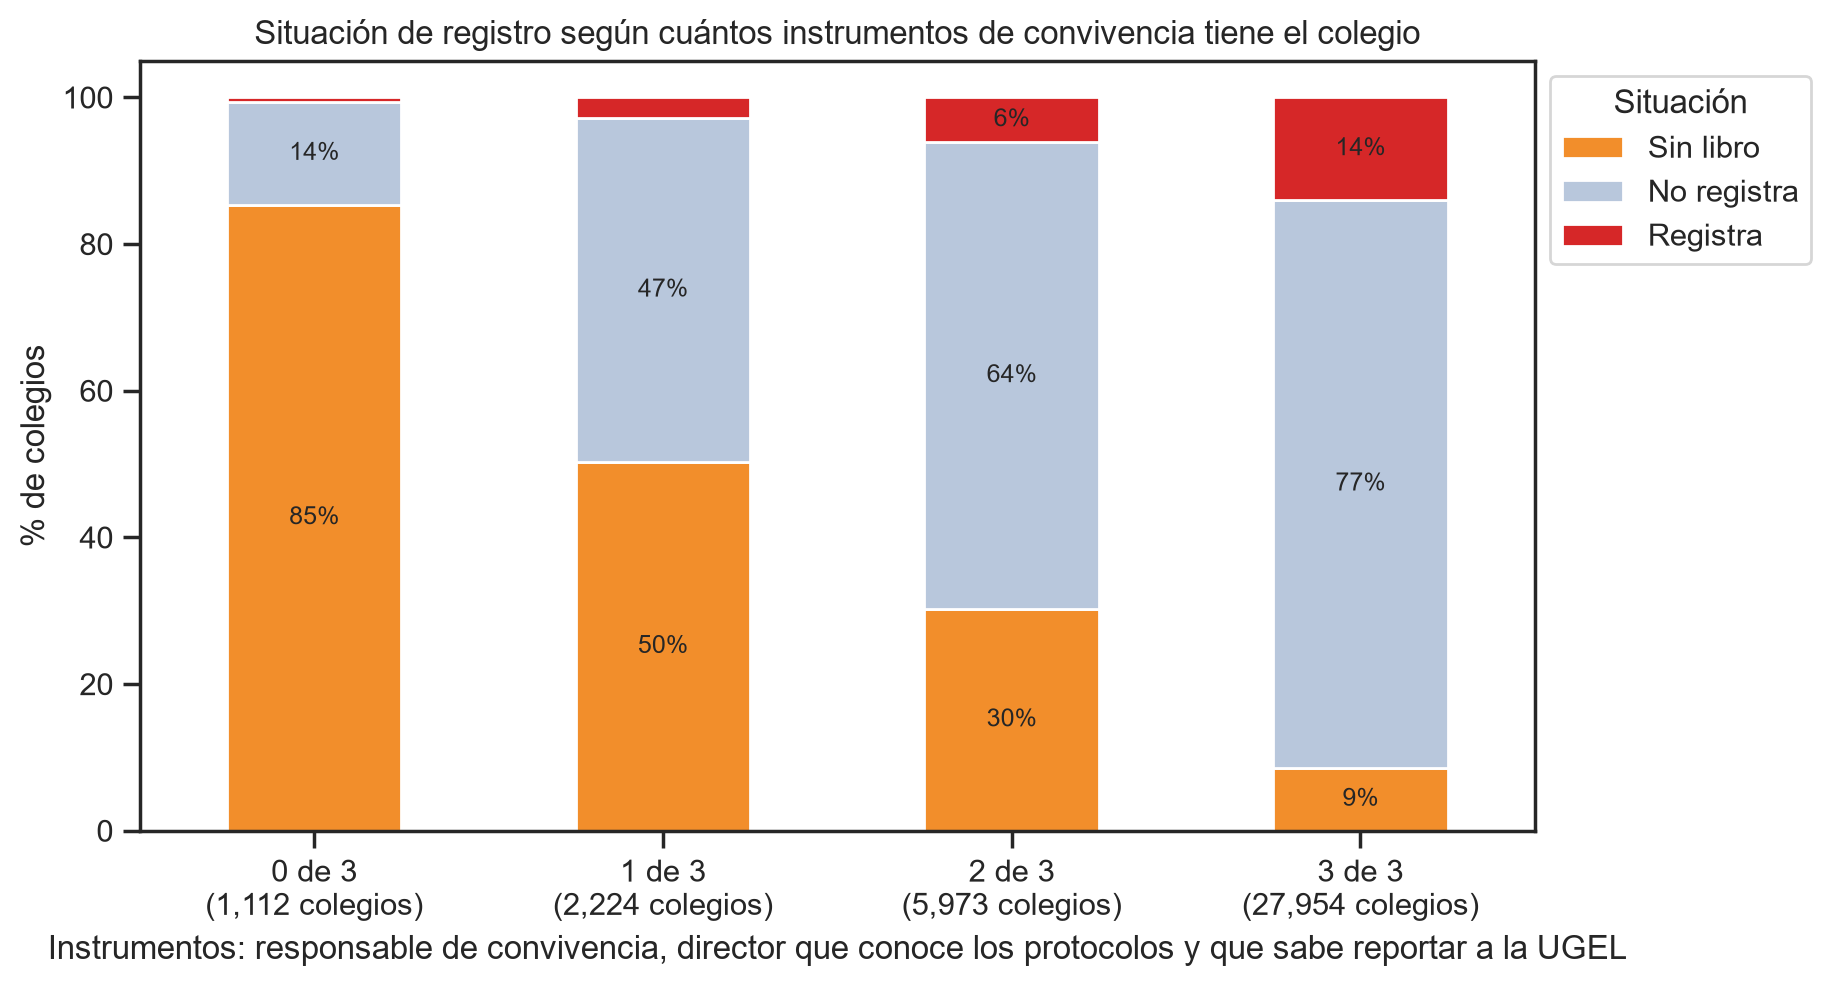 Situación de registro según cuántos instrumentos de convivencia tiene el colegio
% de colegios
100
80
60
40
20
0
14%
85%
47%
50%
6%
64%
30%
14%
77%
9%
0 de 3
(1,112 colegios)
1 de 3
(2,224 colegios)
2 de 3
(5,973 colegios)
3 de 3
(27,954 colegios)
Instrumentos: responsable de convivencia, director que conoce los protocolos y que sabe reportar a la UGEL
Situación
Sin libro
No registra
Registra